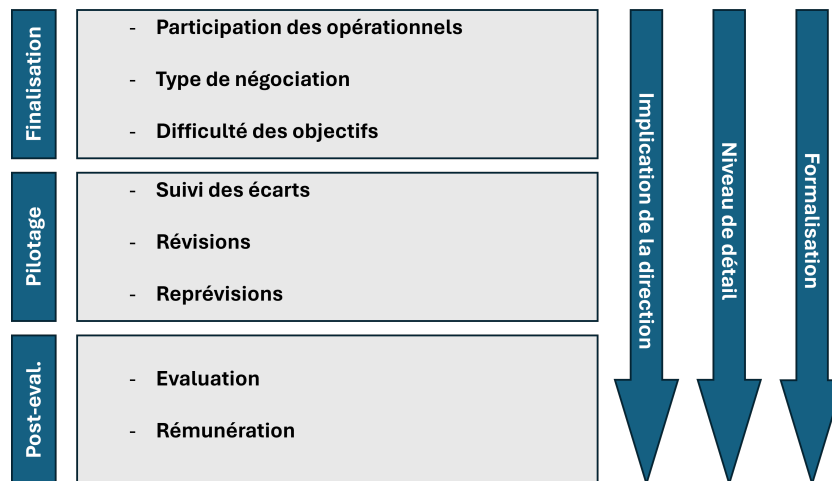 Finalisation
- Participation des opérationnels
- Type de négociation
- Difficulté des objectifs
Pilotage
- Suivi des écarts
- Révisions
- Reprévisions
Post-eval.
- Evaluation
- Rémunération
Implication de la direction
Niveau de détail
Formalisation